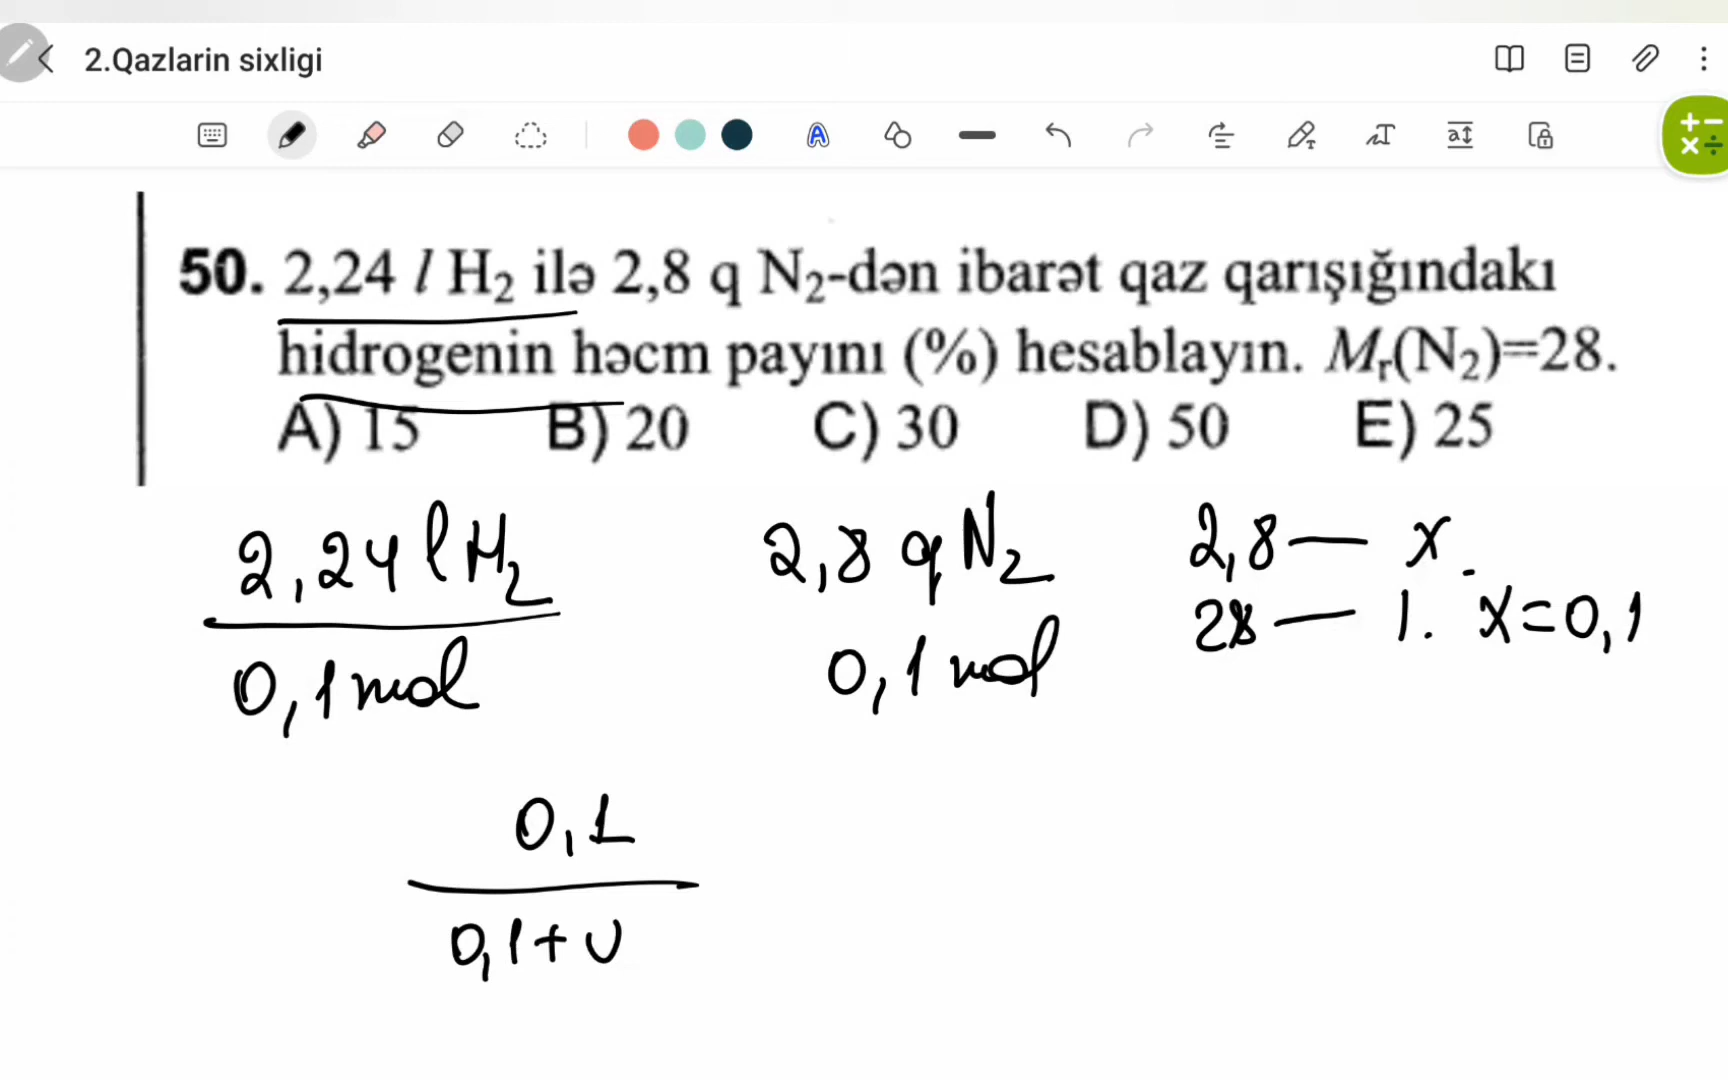 2.Qazlarin sixligi
50. 2,24 l H₂ ilə 2,8 q N₂-dən ibarət qaz qarışığındakı
hidrogenin həcm payını (%) hesablayın. Mᵣ(N₂)=28.
A) 15 B) 20 C) 30 D) 50 E) 25
2,24 l H₂ 2,8 q N₂ 2,8 — x
0,1 mol 0,1 mol 28 — 1. x=0,1
0,1
0,1+